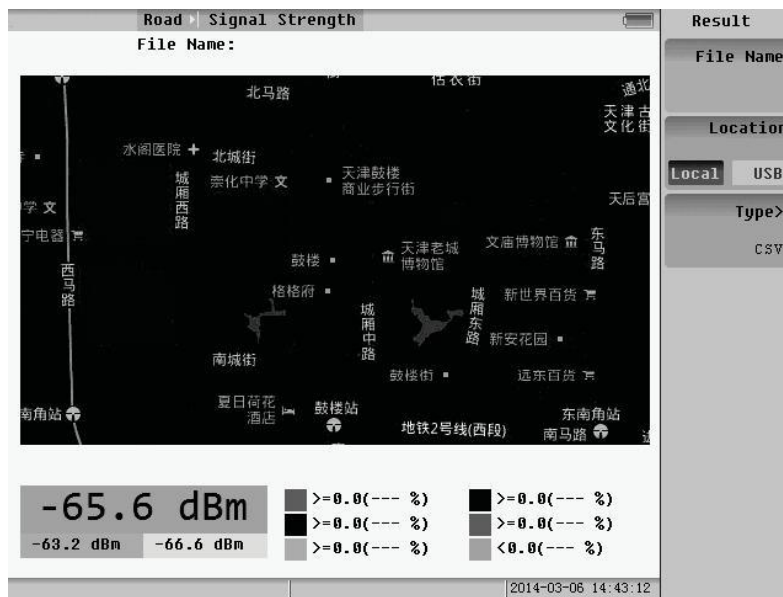 Road Signal Strength
Result
File Name:
File Name
Location
Local USB
Type>
CSV
估衣街
北马路
通北
天津古
文化街
水阁医院
北城街
城厢西路
崇化中学
天津鼓楼
商业步行街
天后宫
学
宁电器
西马路
鼓楼
天津老城
博物馆
文庙博物馆
东马路
格格府
城厢中路
城厢东路
新世界百货
新安花园
南城街
鼓楼街
远东百货
夏日荷花
酒店
鼓楼站
南角站
地铁2号线(西段)
东南角站
南马路
-65.6 dBm
-63.2 dBm -66.6 dBm
>=0.0(--- %) >=0.0(--- %)
>=0.0(--- %) >=0.0(--- %)
>=0.0(--- %) <0.0(--- %)
2014-03-06 14:43:12